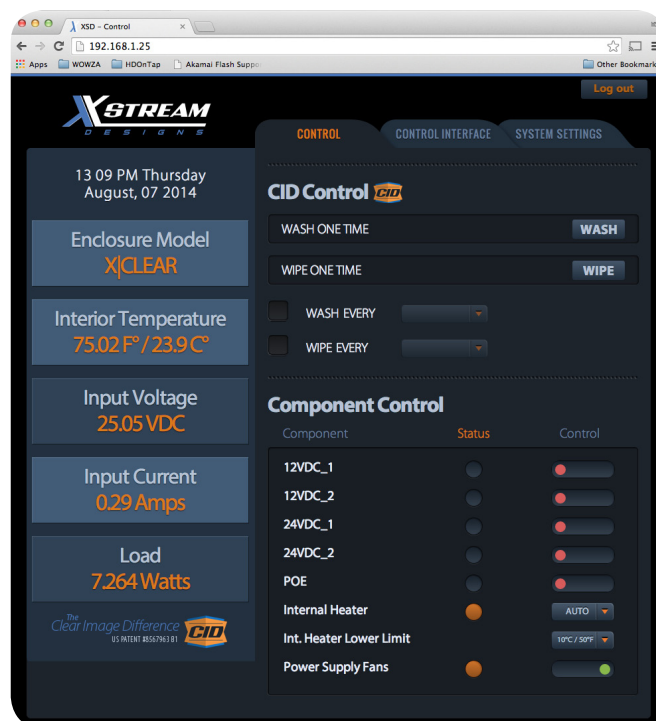 XSD - Control
192.168.1.25
Apps WOWZA HDOnTap Akamai Flash Suppo Other Bookmark
Log out
XSTREAM
DESIGNS
CONTROL CONTROL INTERFACE SYSTEM SETTINGS
13 09 PM Thursday
August, 07 2014
Enclosure Model
X|CLEAR
Interior Temperature
75.02 F° / 23.9 C°
Input Voltage
25.05 VDC
Input Current
0.29 Amps
Load
7.264 Watts
The
Clear Image Difference CID
US PATENT #8567963 B1
CID Control CID
WASH ONE TIME WASH
WIPE ONE TIME WIPE
WASH EVERY
WIPE EVERY
Component Control
Component Status Control
12VDC_1
12VDC_2
24VDC_1
24VDC_2
POE
Internal Heater AUTO
Int. Heater Lower Limit 10°C / 50°F
Power Supply Fans